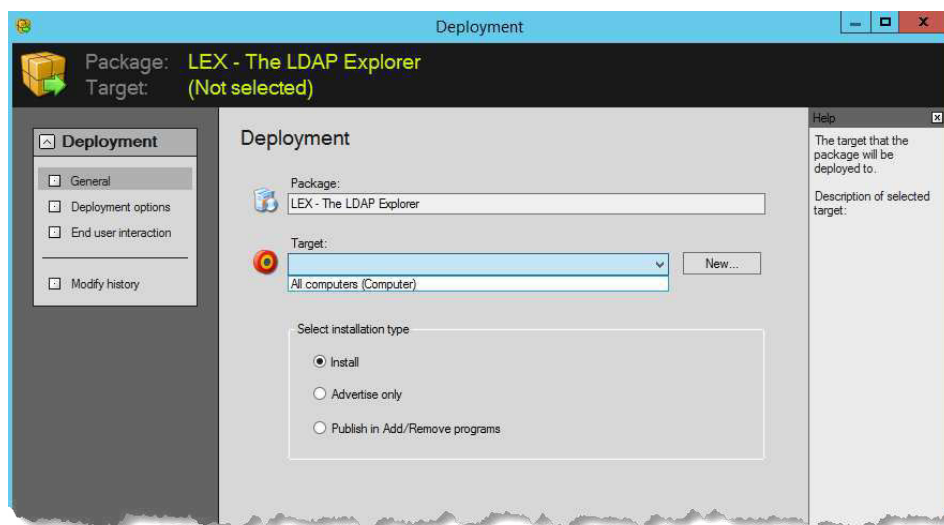 Deployment
Package: LEX - The LDAP Explorer
Target: (Not selected)
Deployment
General
Deployment options
End user interaction
Modify history
Deployment
Package:
LEX - The LDAP Explorer
Target:
New...
All computers (Computer)
Select installation type
Install
Advertise only
Publish in Add/Remove programs
Help
The target that the
package will be
deployed to.
Description of selected
target: